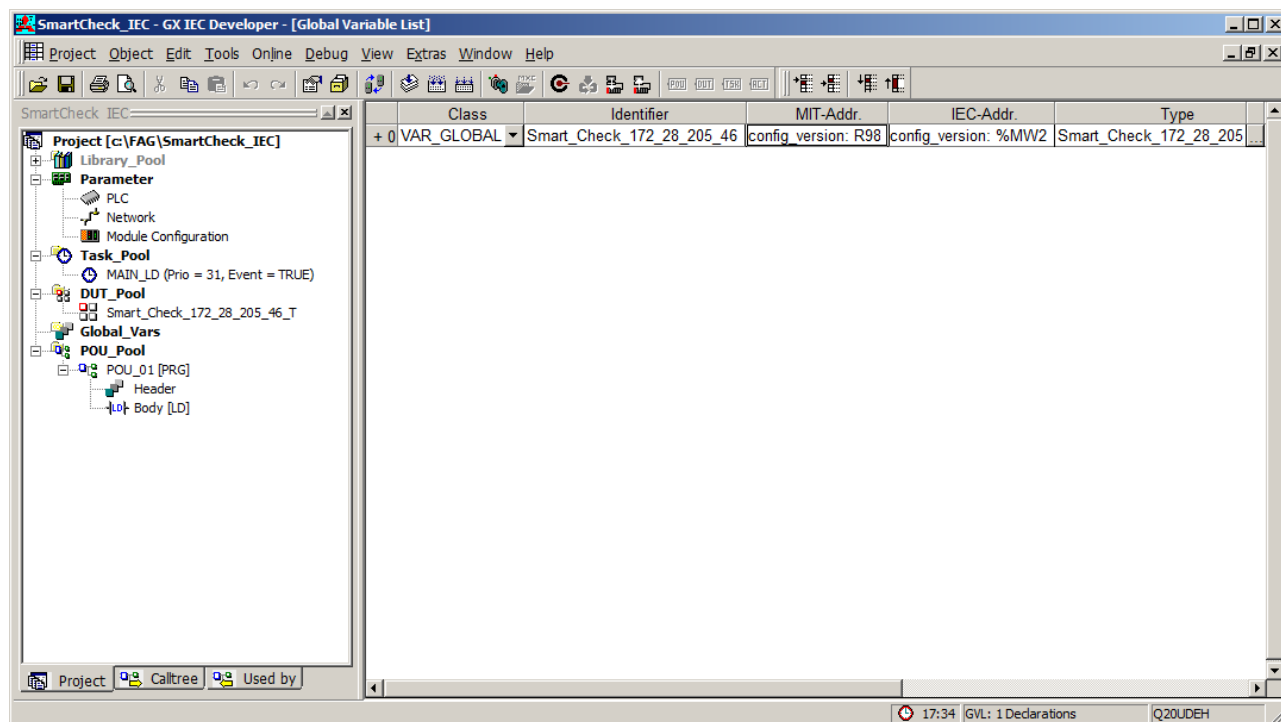 SmartCheck_IEC - GX IEC Developer - [Global Variable List]
Project Object Edit Tools Online Debug View Extras Window Help
SmartCheck IEC
Project [c:\FAG\SmartCheck_IEC]
Library_Pool
Parameter
PLC
Network
Module Configuration
Task_Pool
MAIN_LD (Prio = 31, Event = TRUE)
DUT_Pool
Smart_Check_172_28_205_46_T
Global_Vars
POU_Pool
POU_01 [PRG]
Header
LD Body [LD]
Project Calltree Used by
Class Identifier MIT-Addr. IEC-Addr. Type
+ 0 VAR_GLOBAL Smart_Check_172_28_205_46 config_version: R98 config_version: %MW2 Smart_Check_172_28_205 ...
17:34 GVL: 1 Declarations Q20UDEH